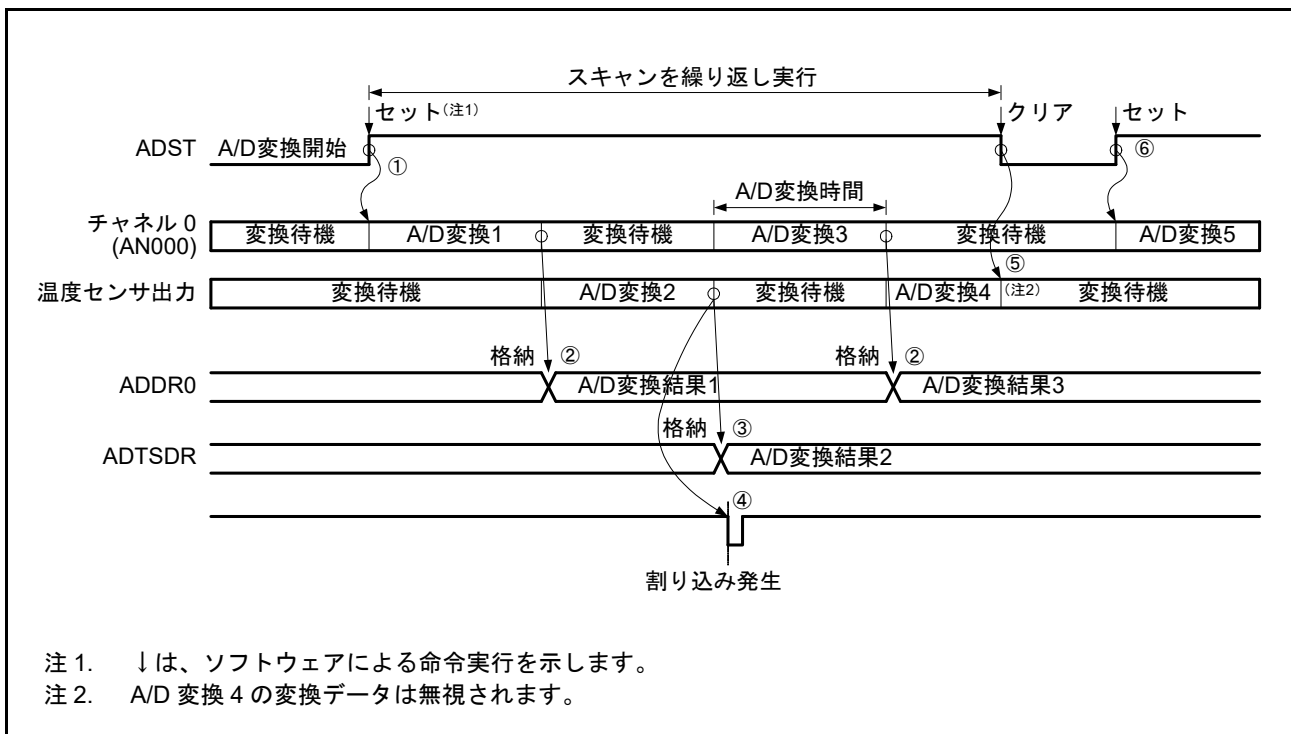 スキャンを繰り返し実行
セット(注1)
クリア
セット
ADST
A/D変換開始
①
⑥
A/D変換時間
チャネル 0
(AN000)
変換待機
A/D変換1
変換待機
A/D変換3
変換待機
A/D変換5
⑤
温度センサ出力
変換待機
A/D変換2
変換待機
A/D変換4
(注2)
変換待機
格納
②
格納
②
ADDR0
A/D変換結果1
A/D変換結果3
格納
③
ADTSDR
A/D変換結果2
④
割り込み発生
注 1. ↓は、ソフトウェアによる命令実行を示します。
注 2. A/D 変換 4 の変換データは無視されます。